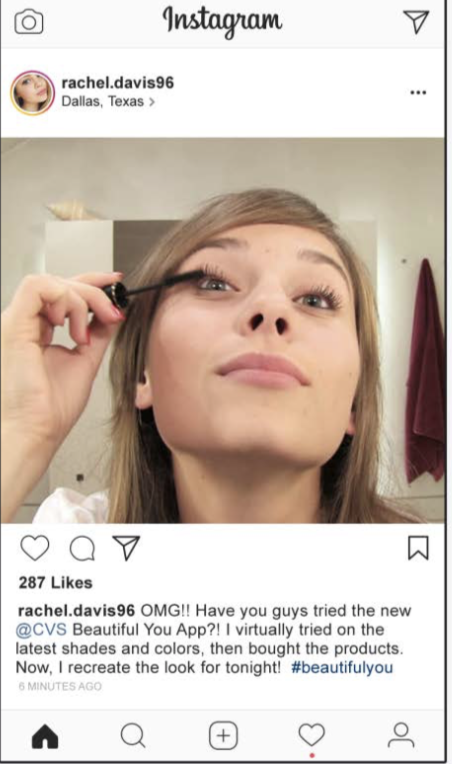 Instagram
rachel.davis96
Dallas, Texas >
287 Likes
rachel.davis96 OMG!! Have you guys tried the new
@CVS Beautiful You App?! I virtually tried on the
latest shades and colors, then bought the products.
Now, I recreate the look for tonight! #beautifulyou
6 MINUTES AGO